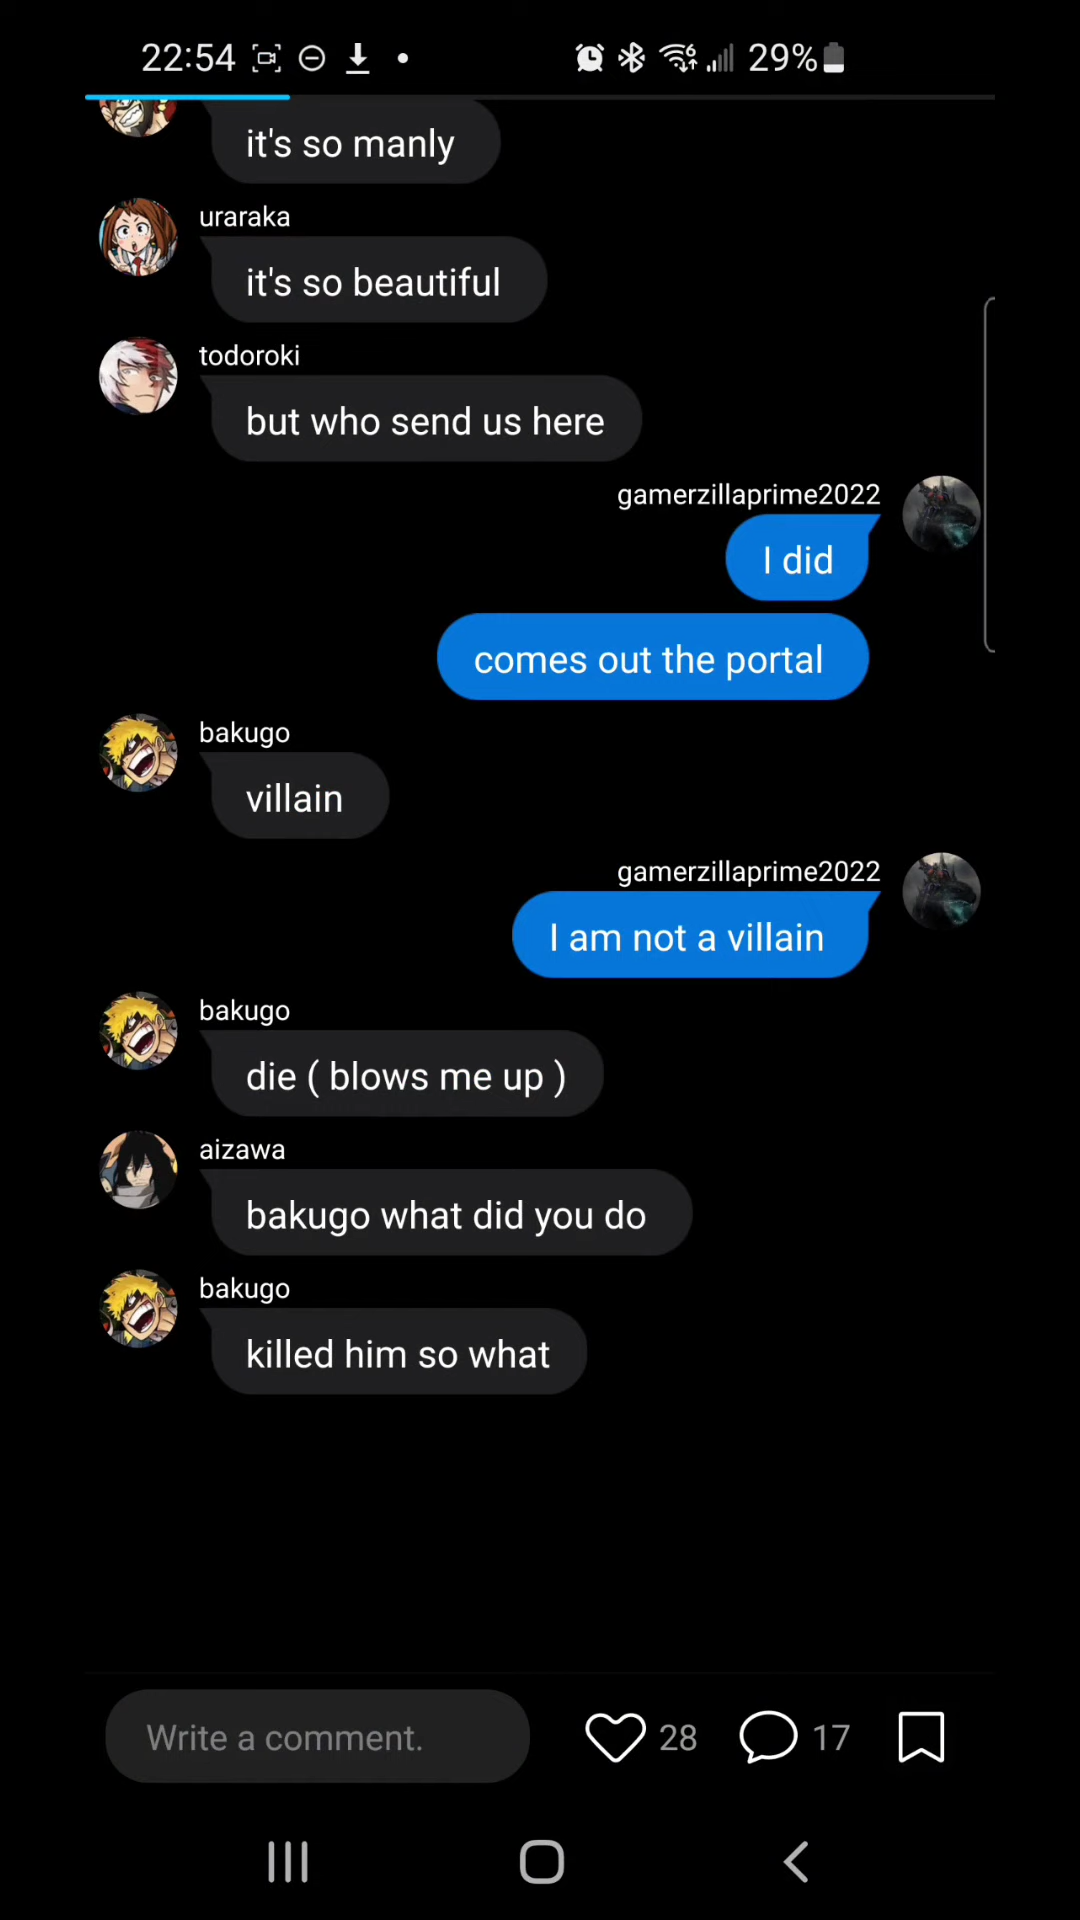 22:54
29%
it's so manly
uraraka
it's so beautiful
todoroki
but who send us here
gamerzillaprime2022
I did
comes out the portal
bakugo
villain
gamerzillaprime2022
I am not a villain
bakugo
die ( blows me up )
aizawa
bakugo what did you do
bakugo
killed him so what
Write a comment.
28
17